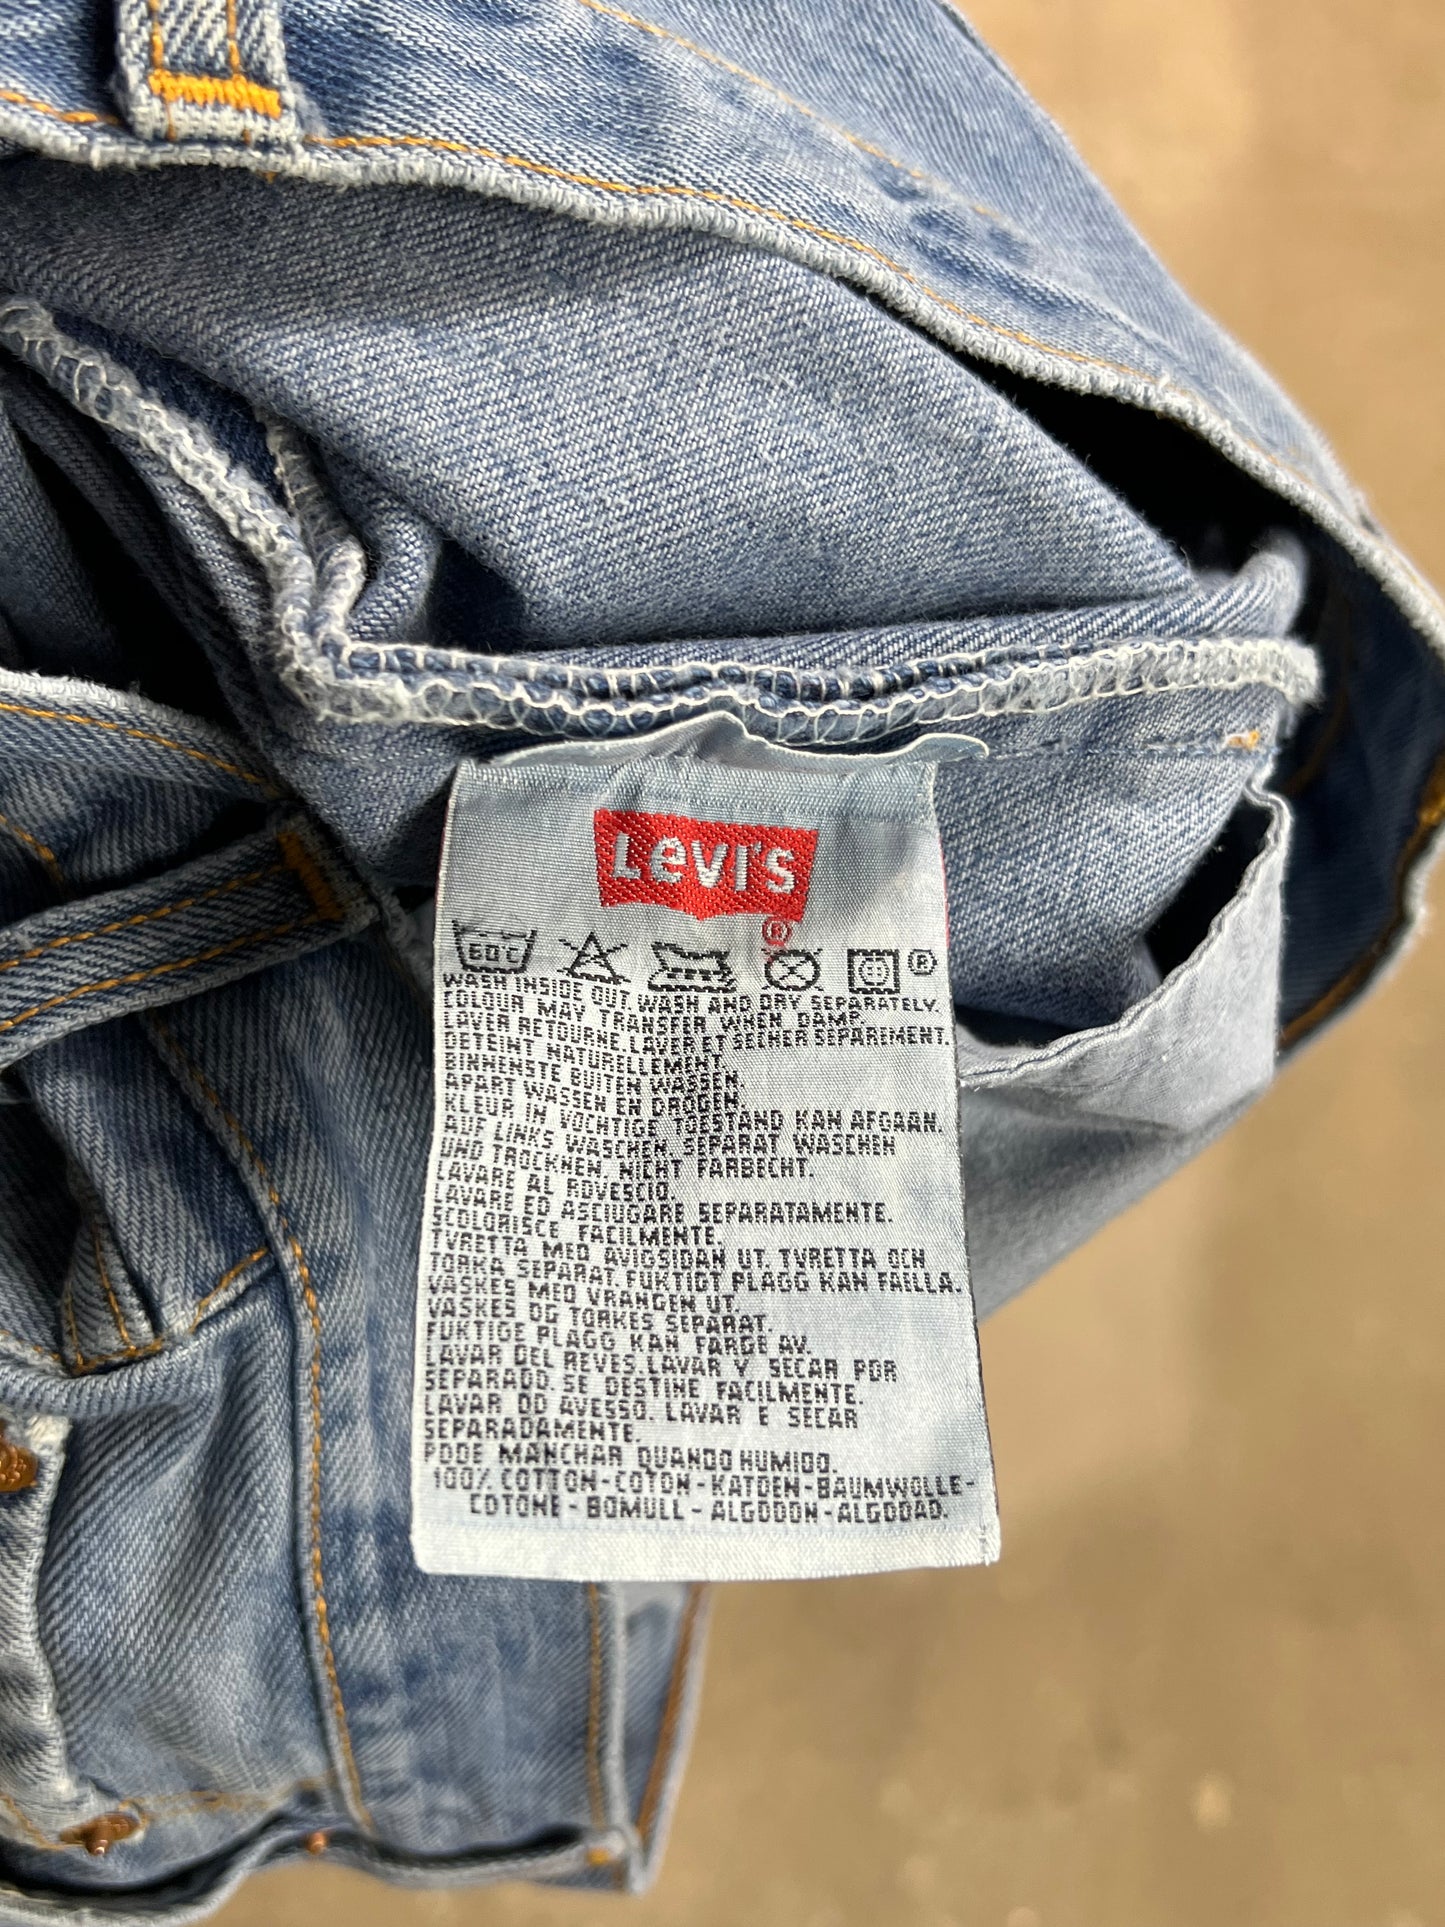 Levi's
®
60°C
®
WASH INSIDE OUT. WASH AND DRY SEPARATELY.
COLOUR MAY TRANSFER WHEN DAMP.
LAVER RETOURNE.LAVER ET SECHER SEPAREMENT.
DETEINT NATURELLEMENT.
BINNENSTE BUITEN WASSEN.
APART WASSEN EN DROGEN.
KLEUR IN VOCHTIGE TOESTAND KAN AFGAAN.
AUF LINKS WASCHEN. SEPARAT WASCHEN
UND TROCKNEN. NICHT FARBECHT.
LAVARE AL ROVESCIO.
LAVARE ED ASCIUGARE SEPARATAMENTE.
SCOLORISCE FACILMENTE.
TVRETTA MED AVIGSIDAN UT. TVRETTA OCH
TORKA SEPARAT. FUKTIGT PLAGG KAN FAELLA.
VASKES MED VRANGEN UT.
VASKES OG TORKES SEPARAT.
FUKTIGE PLAGG KAN FARGE AV.
LAVAR DEL REVES.LAVAR Y SECAR POR
SEPARADO. SE DESTINE FACILMENTE.
LAVAR DO AVESSO. LAVAR E SECAR
SEPARADAMENTE.
PODE MANCHAR QUANDO HUMIDO.
100% COTTON-COTON-KATOEN-BAUMWOLLE-
COTONE-BOMULL-ALGODON-ALGODAO.